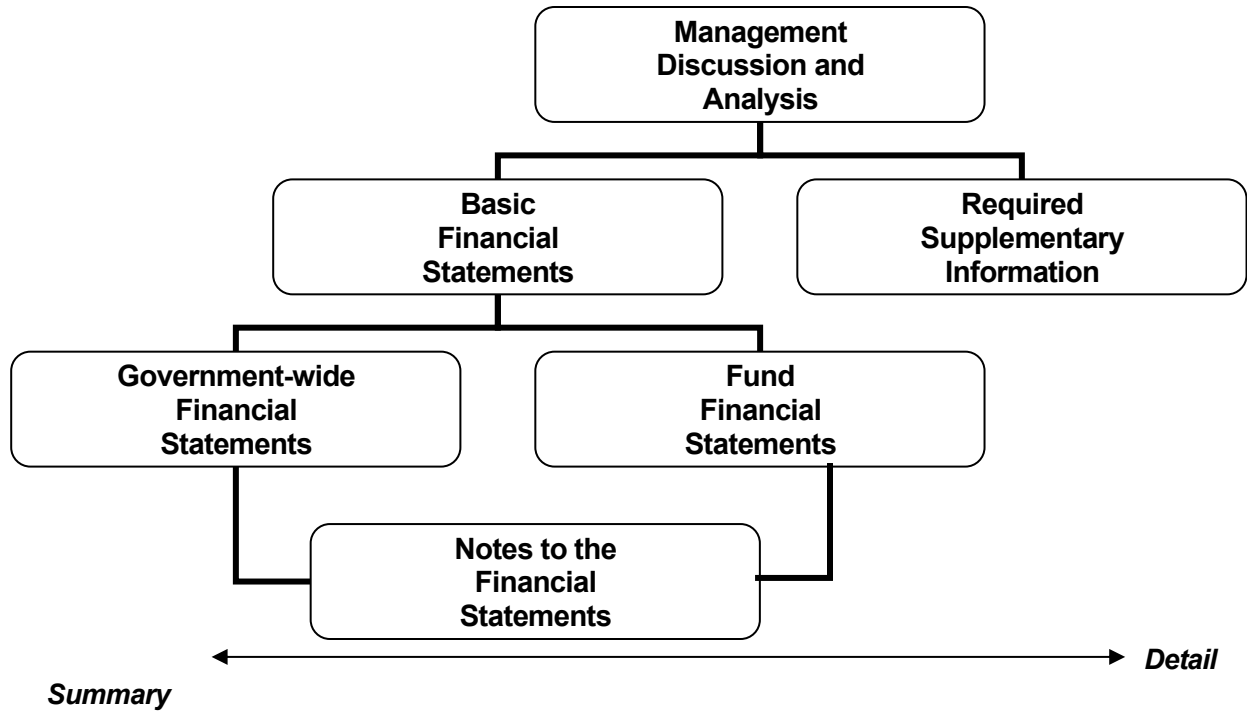 Management
Discussion and
Analysis
Basic
Financial
Statements
Required
Supplementary
Information
Government-wide
Financial
Statements
Fund
Financial
Statements
Notes to the
Financial
Statements
Detail
Summary